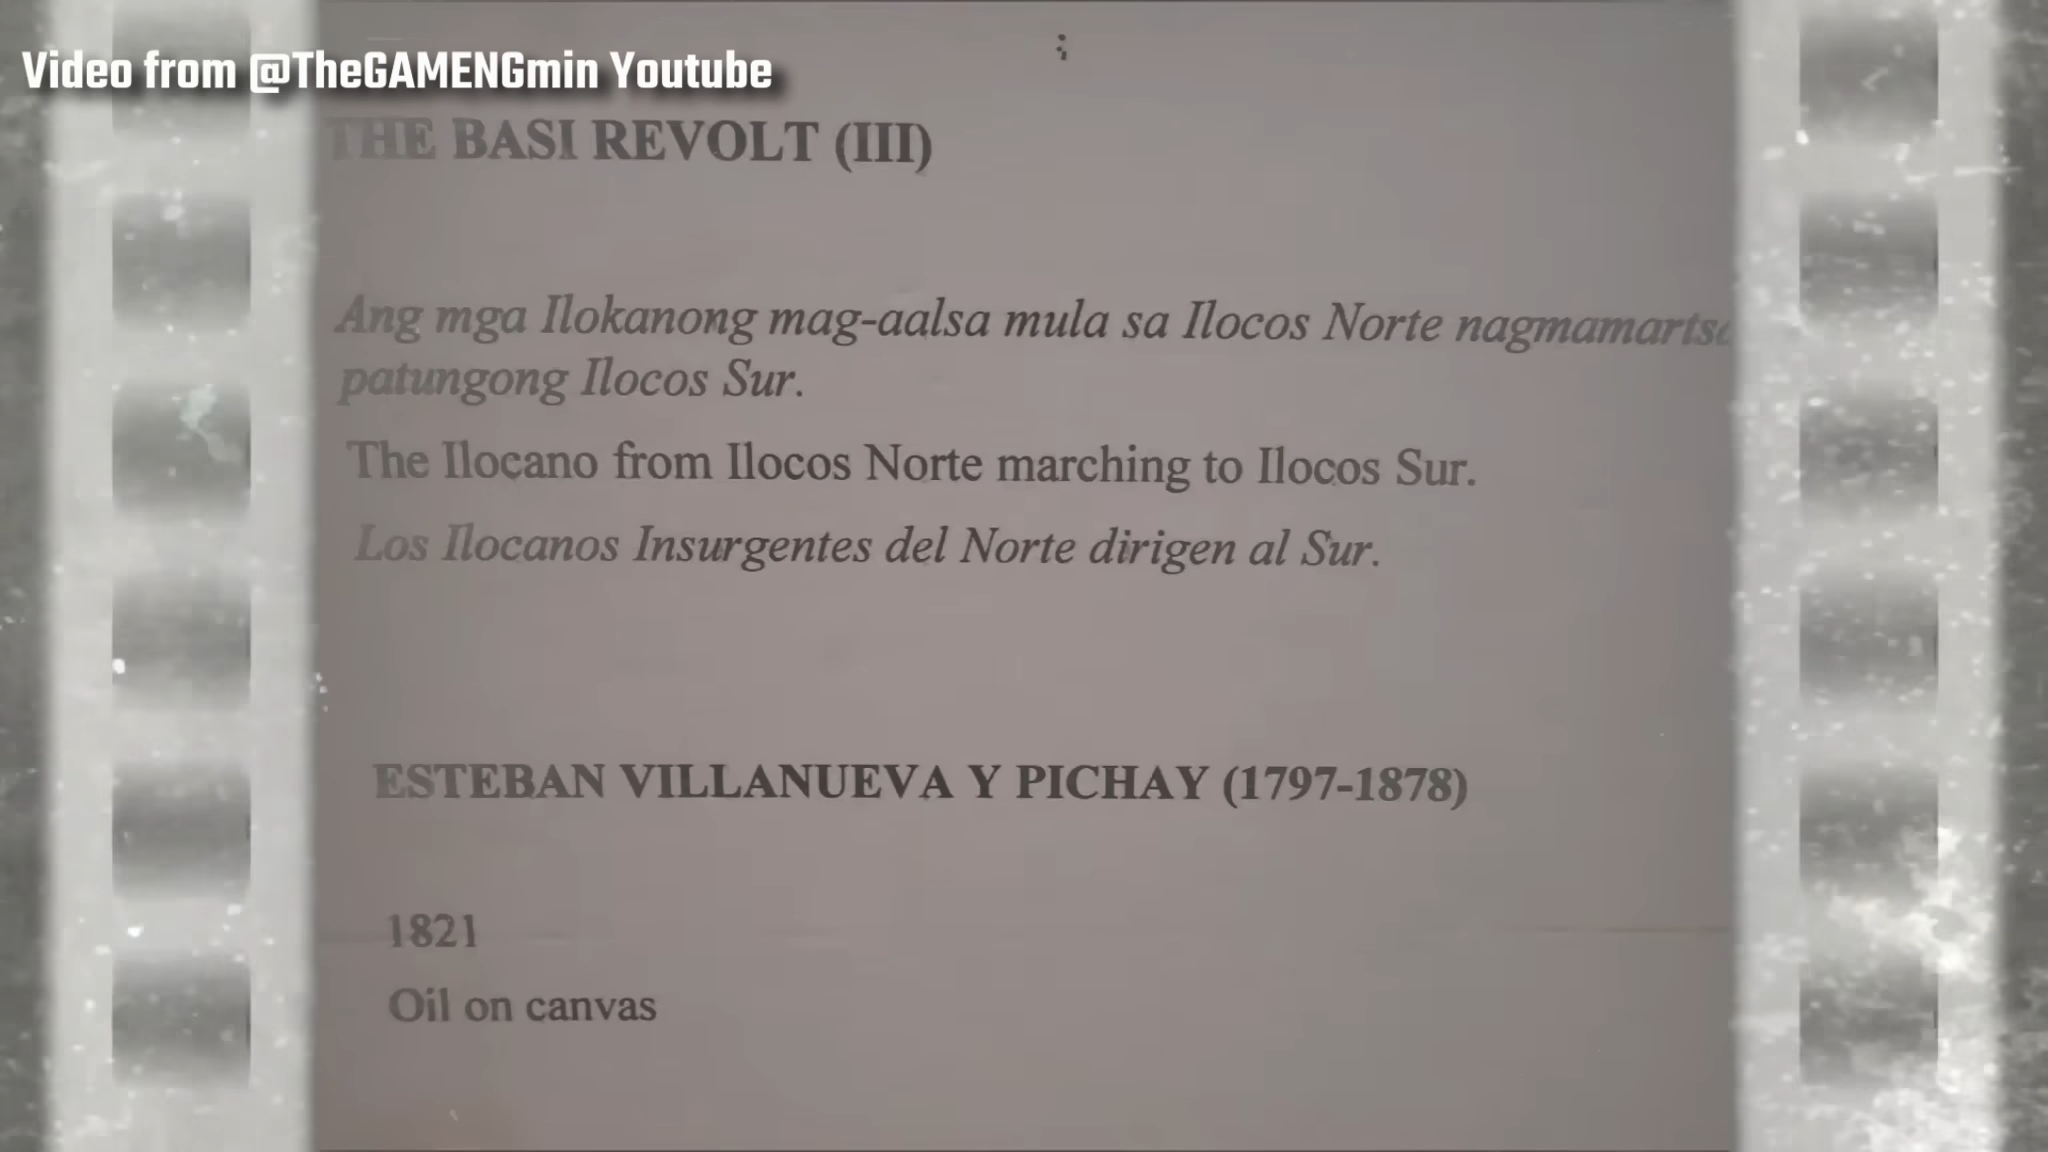 Video from @TheGAMENGmin Youtube
THE BASI REVOLT (III)
Ang mga Ilokanong mag-aalsa mula sa Ilocos Norte nagmamartsa
patungong Ilocos Sur.
The Ilocano from Ilocos Norte marching to Ilocos Sur.
Los Ilocanos Insurgentes del Norte dirigen al Sur.
ESTEBAN VILLANUEVA Y PICHAY (1797-1878)
1821
Oil on canvas